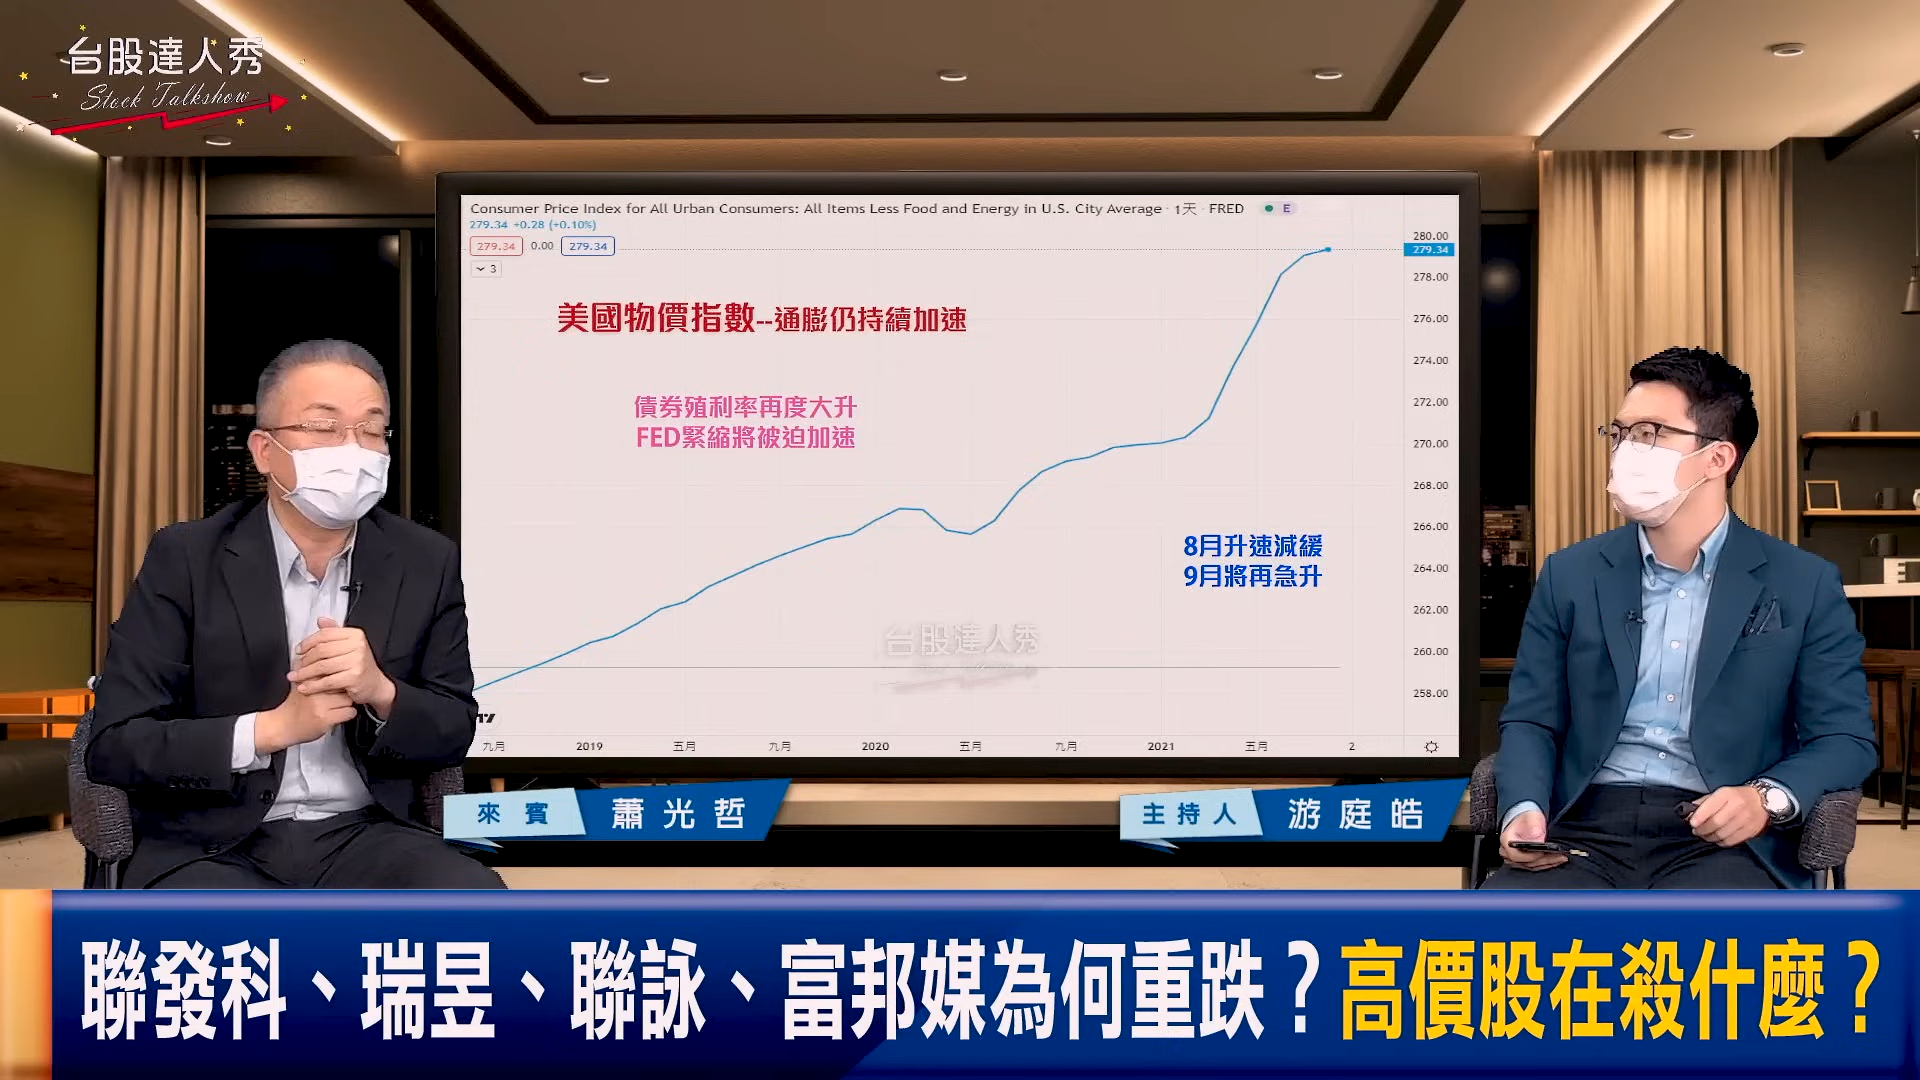 台股達人秀
Stock Talkshow
Consumer Price Index for All Urban Consumers: All Items Less Food and Energy in U.S. City Average · 1天 · FRED E
279.34 +0.28 (+0.10%)
279.34 0.00 279.34
3
美國物價指數--通膨仍持續加速
債券殖利率再度大升
FED緊縮將被迫加速
8月升速減緩
9月將再急升
台股達人秀
280.00
279.34
278.00
276.00
274.00
272.00
270.00
268.00
266.00
264.00
262.00
260.00
258.00
九月 2019 五月 九月 2020 五月 九月 2021 五月 2
來賓 蕭光哲
主持人 游庭皓
聯發科、瑞昱、聯詠、富邦媒為何重跌？高價股在殺什麼？